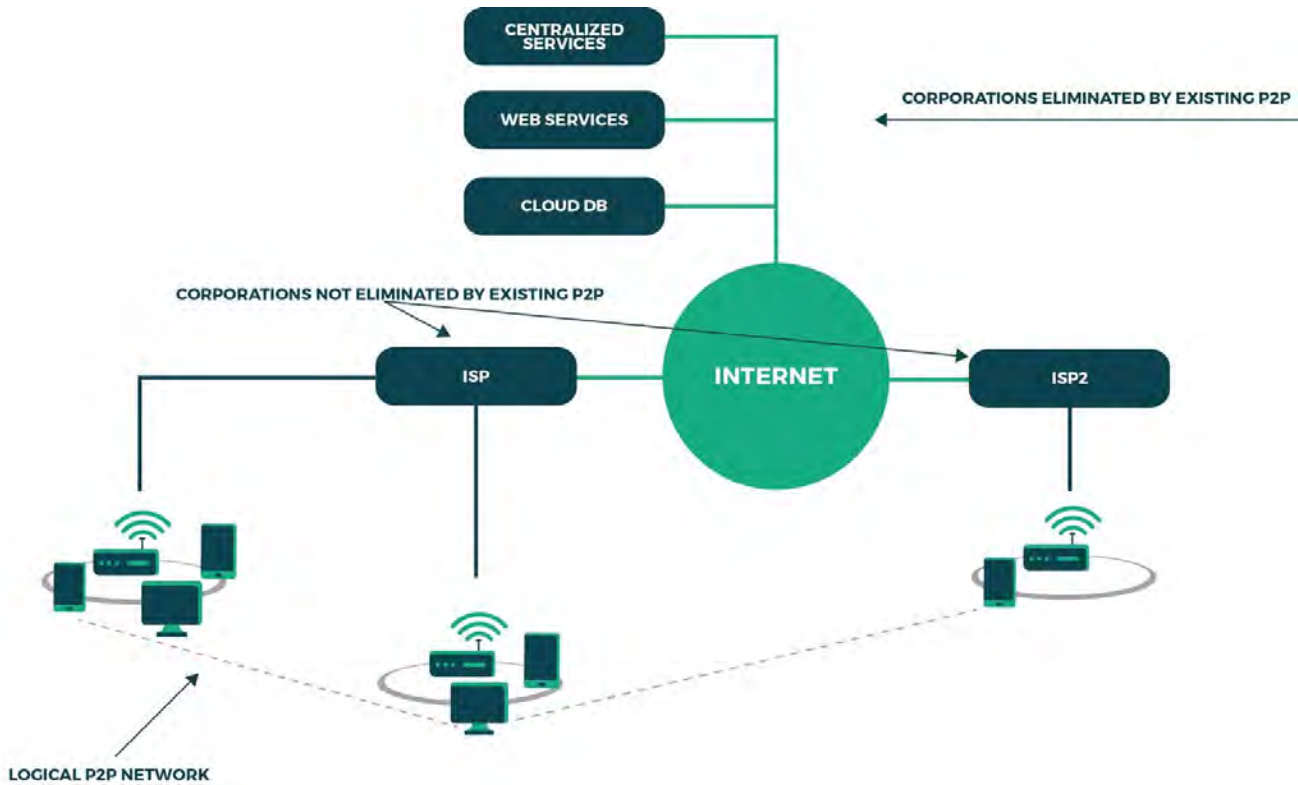 CENTRALIZED
SERVICES
CORPORATIONS ELIMINATED BY EXISTING P2P
WEB SERVICES
CLOUD DB
CORPORATIONS NOT ELIMINATED BY EXISTING P2P
ISP
INTERNET
ISP2
LOGICAL P2P NETWORK